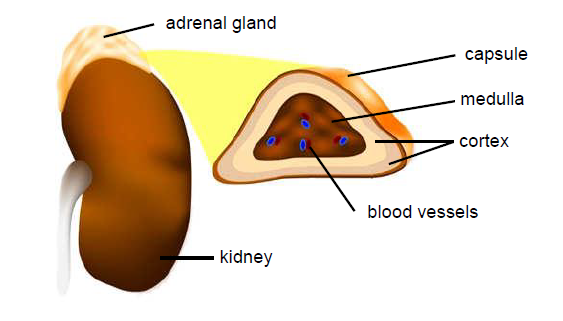 adrenal gland
capsule
medulla
cortex
blood vessels
kidney